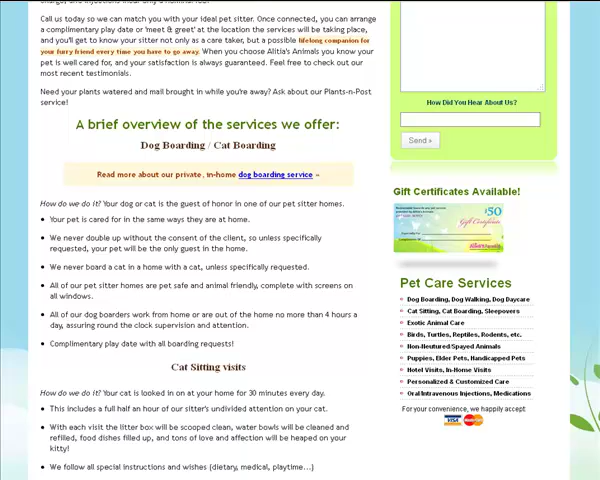 Call us today so we can match you with your ideal pet sitter. Once connected, you can arrange
a complimentary play date or 'meet & greet' at the location the services will be taking place,
and you'll get to know your sitter not only as a care taker, but a possible lifelong companion for
your furry friend every time you have to go away. When you choose Alitia's Animals you know your
pet is well cared for, and your satisfaction is always guaranteed. Feel free to check out our
most recent testimonials.
Need your plants watered and mail brought in while you're away? Ask about our Plants-n-Post
service!
A brief overview of the services we offer:
Dog Boarding / Cat Boarding
Read more about our private, in-home dog boarding service »
How do we do it? Your dog or cat is the guest of honor in one of our pet sitter homes.
• Your pet is cared for in the same ways they are at home.
• We never double up without the consent of the client, so unless specifically
requested, your pet will be the only guest in the home.
• We never board a cat in a home with a cat, unless specifically requested.
• All of our pet sitter homes are pet safe and animal friendly, complete with screens on
all windows.
• All of our dog boarders work from home or are out of the home no more than 4 hours a
day, assuring round the clock supervision and attention.
• Complimentary play date with all boarding requests!
Cat Sitting visits
How do we do it? Your cat is looked in on at your home for 30 minutes every day.
• This includes a full half an hour of our sitter's undivided attention on your cat.
• With each visit the litter box will be scooped clean, water bowls will be cleaned and
refilled, food dishes filled up, and tons of love and affection will be heaped on your
kitty!
• We follow all special instructions and wishes (dietary, medical, playtime...)
How Did You Hear About Us?
Send »
Gift Certificates Available!
$50
Gift Certificate
Pet Care Services
Dog Boarding, Dog Walking, Dog Daycare
Cat Sitting, Cat Boarding, Sleepovers
Exotic Animal Care
Birds, Turtles, Reptiles, Rodents, etc.
Non-Neutured/Spayed Animals
Puppies, Elder Pets, Handicapped Pets
Hotel Visits, In-Home Visits
Personalized & Customized Care
Oral Intravenous Injections, Medications
For your convenience, we happily accept
VISA